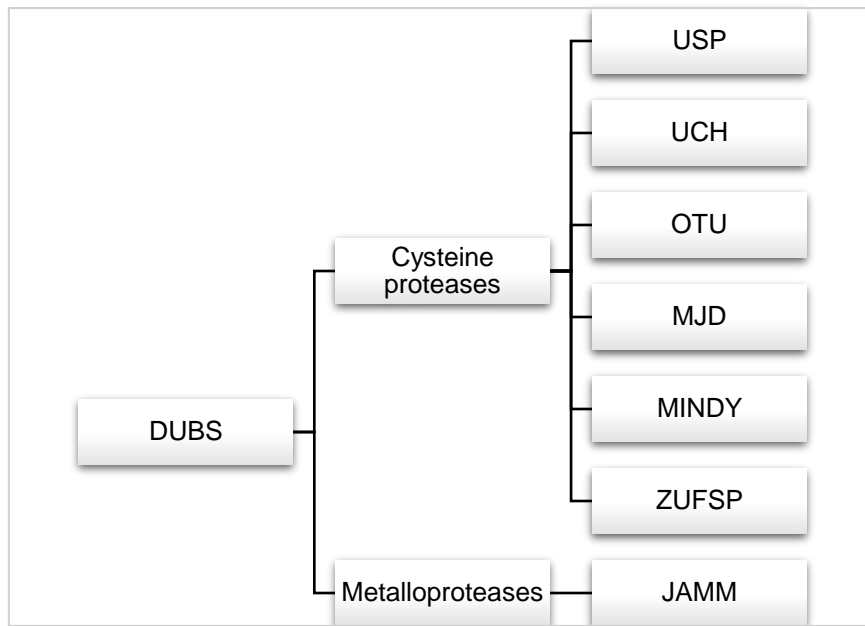 USP
UCH
OTU
Cysteine
proteases
MJD
DUBS
MINDY
ZUFSP
Metalloproteases
JAMM